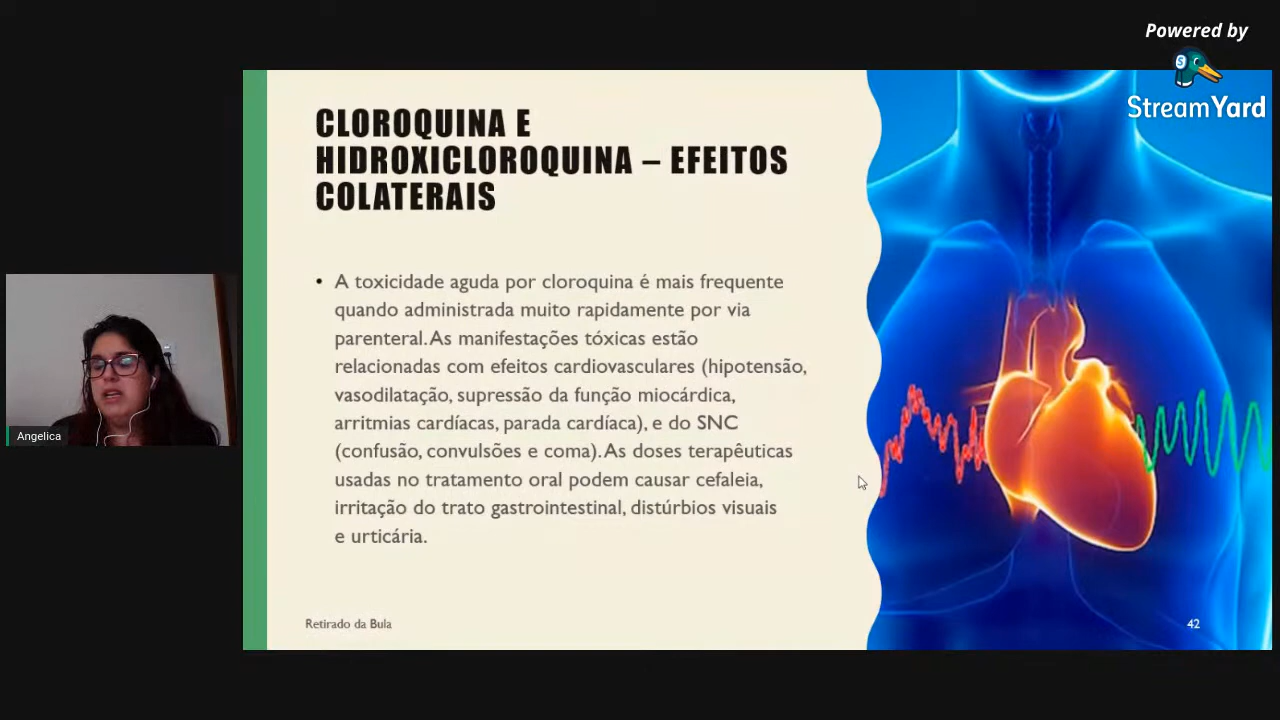 Powered by
StreamYard
CLOROQUINA E
HIDROXICLOROQUINA – EFEITOS
COLATERAIS
• A toxicidade aguda por cloroquina é mais frequente
quando administrada muito rapidamente por via
parenteral. As manifestações tóxicas estão
relacionadas com efeitos cardiovasculares (hipotensão,
vasodilatação, supressão da função miocárdica,
arritmias cardíacas, parada cardíaca), e do SNC
(confusão, convulsões e coma). As doses terapêuticas
usadas no tratamento oral podem causar cefaleia,
irritação do trato gastrointestinal, distúrbios visuais
e urticária.
Angelica
Retirado da Bula
42